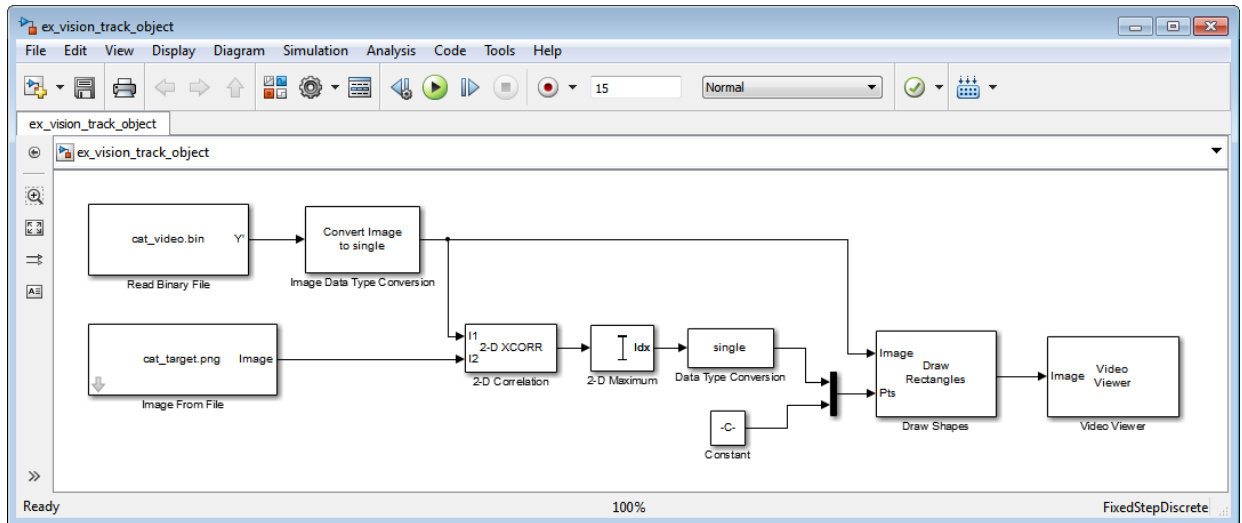 ex_vision_track_object
File Edit View Display Diagram Simulation Analysis Code Tools Help
15 Normal
ex_vision_track_object
ex_vision_track_object
cat_video.bin Y'
Read Binary File
Convert Image
to single
Image Data Type Conversion
cat_target.png Image
Image From File
I1
2-D XCORR
I2
2-D Correlation
Idx
2-D Maximum
single
Data Type Conversion
-C-
Constant
Image
Draw
Rectangles
Pts
Draw Shapes
Image
Video
Viewer
Video Viewer
Ready 100% FixedStepDiscrete